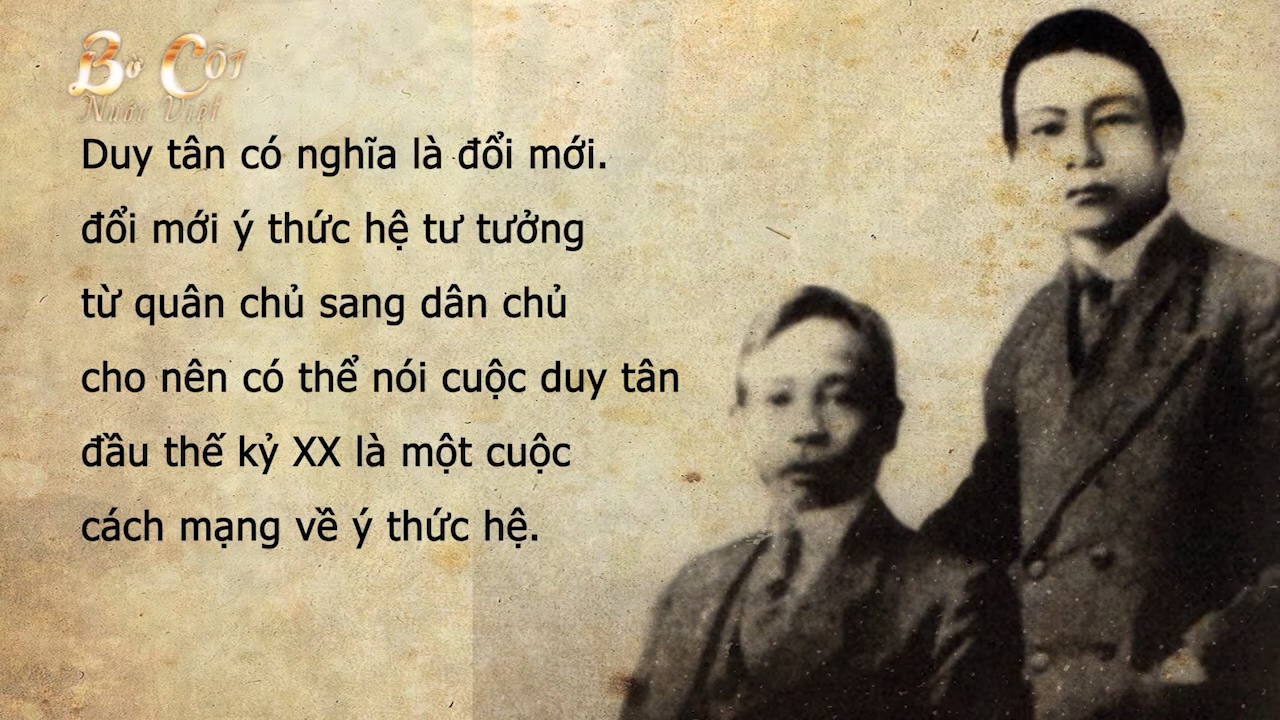 Bờ Cõi
Nước Việt
Duy tân có nghĩa là đổi mới.
đổi mới ý thức hệ tư tưởng
từ quân chủ sang dân chủ
cho nên có thể nói cuộc duy tân
đầu thế kỷ XX là một cuộc
cách mạng về ý thức hệ.